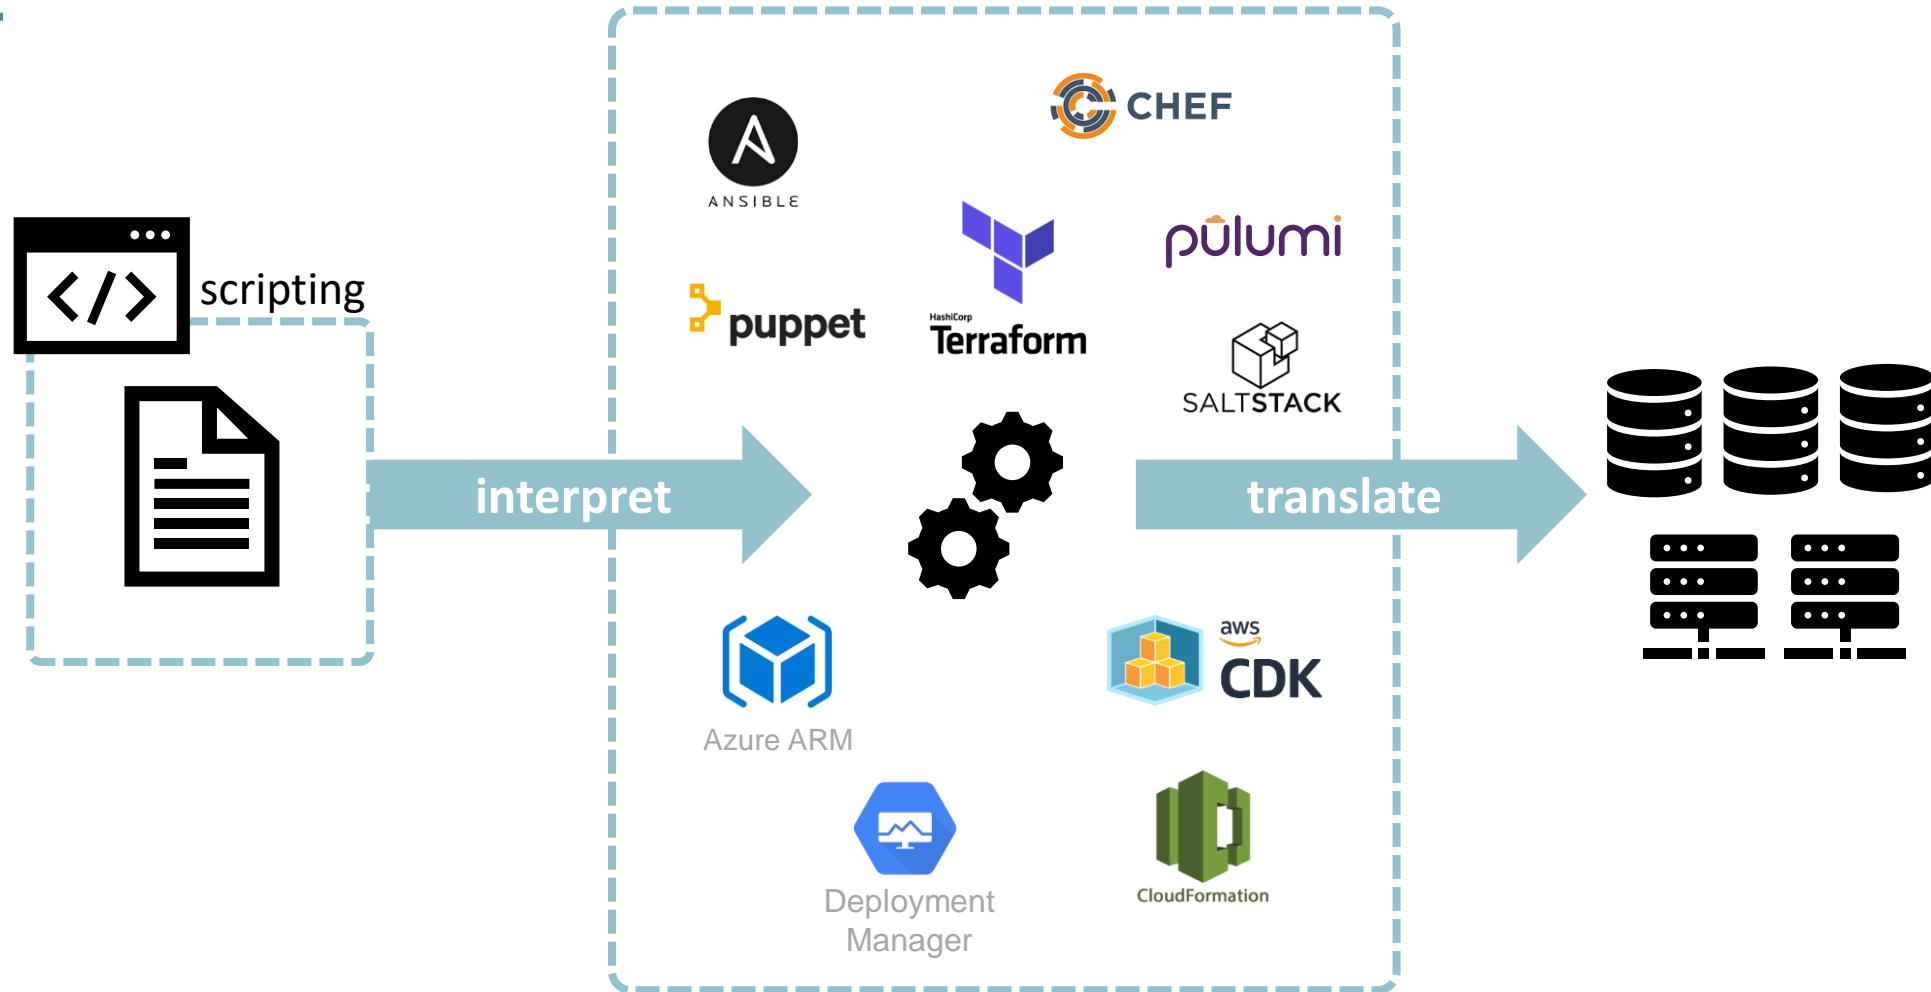 scripting
</>
interpret
ANSIBLE
CHEF
puppet
HashiCorp
Terraform
pulumi
SALTSTACK
Azure ARM
aws
CDK
Deployment
Manager
CloudFormation
translate